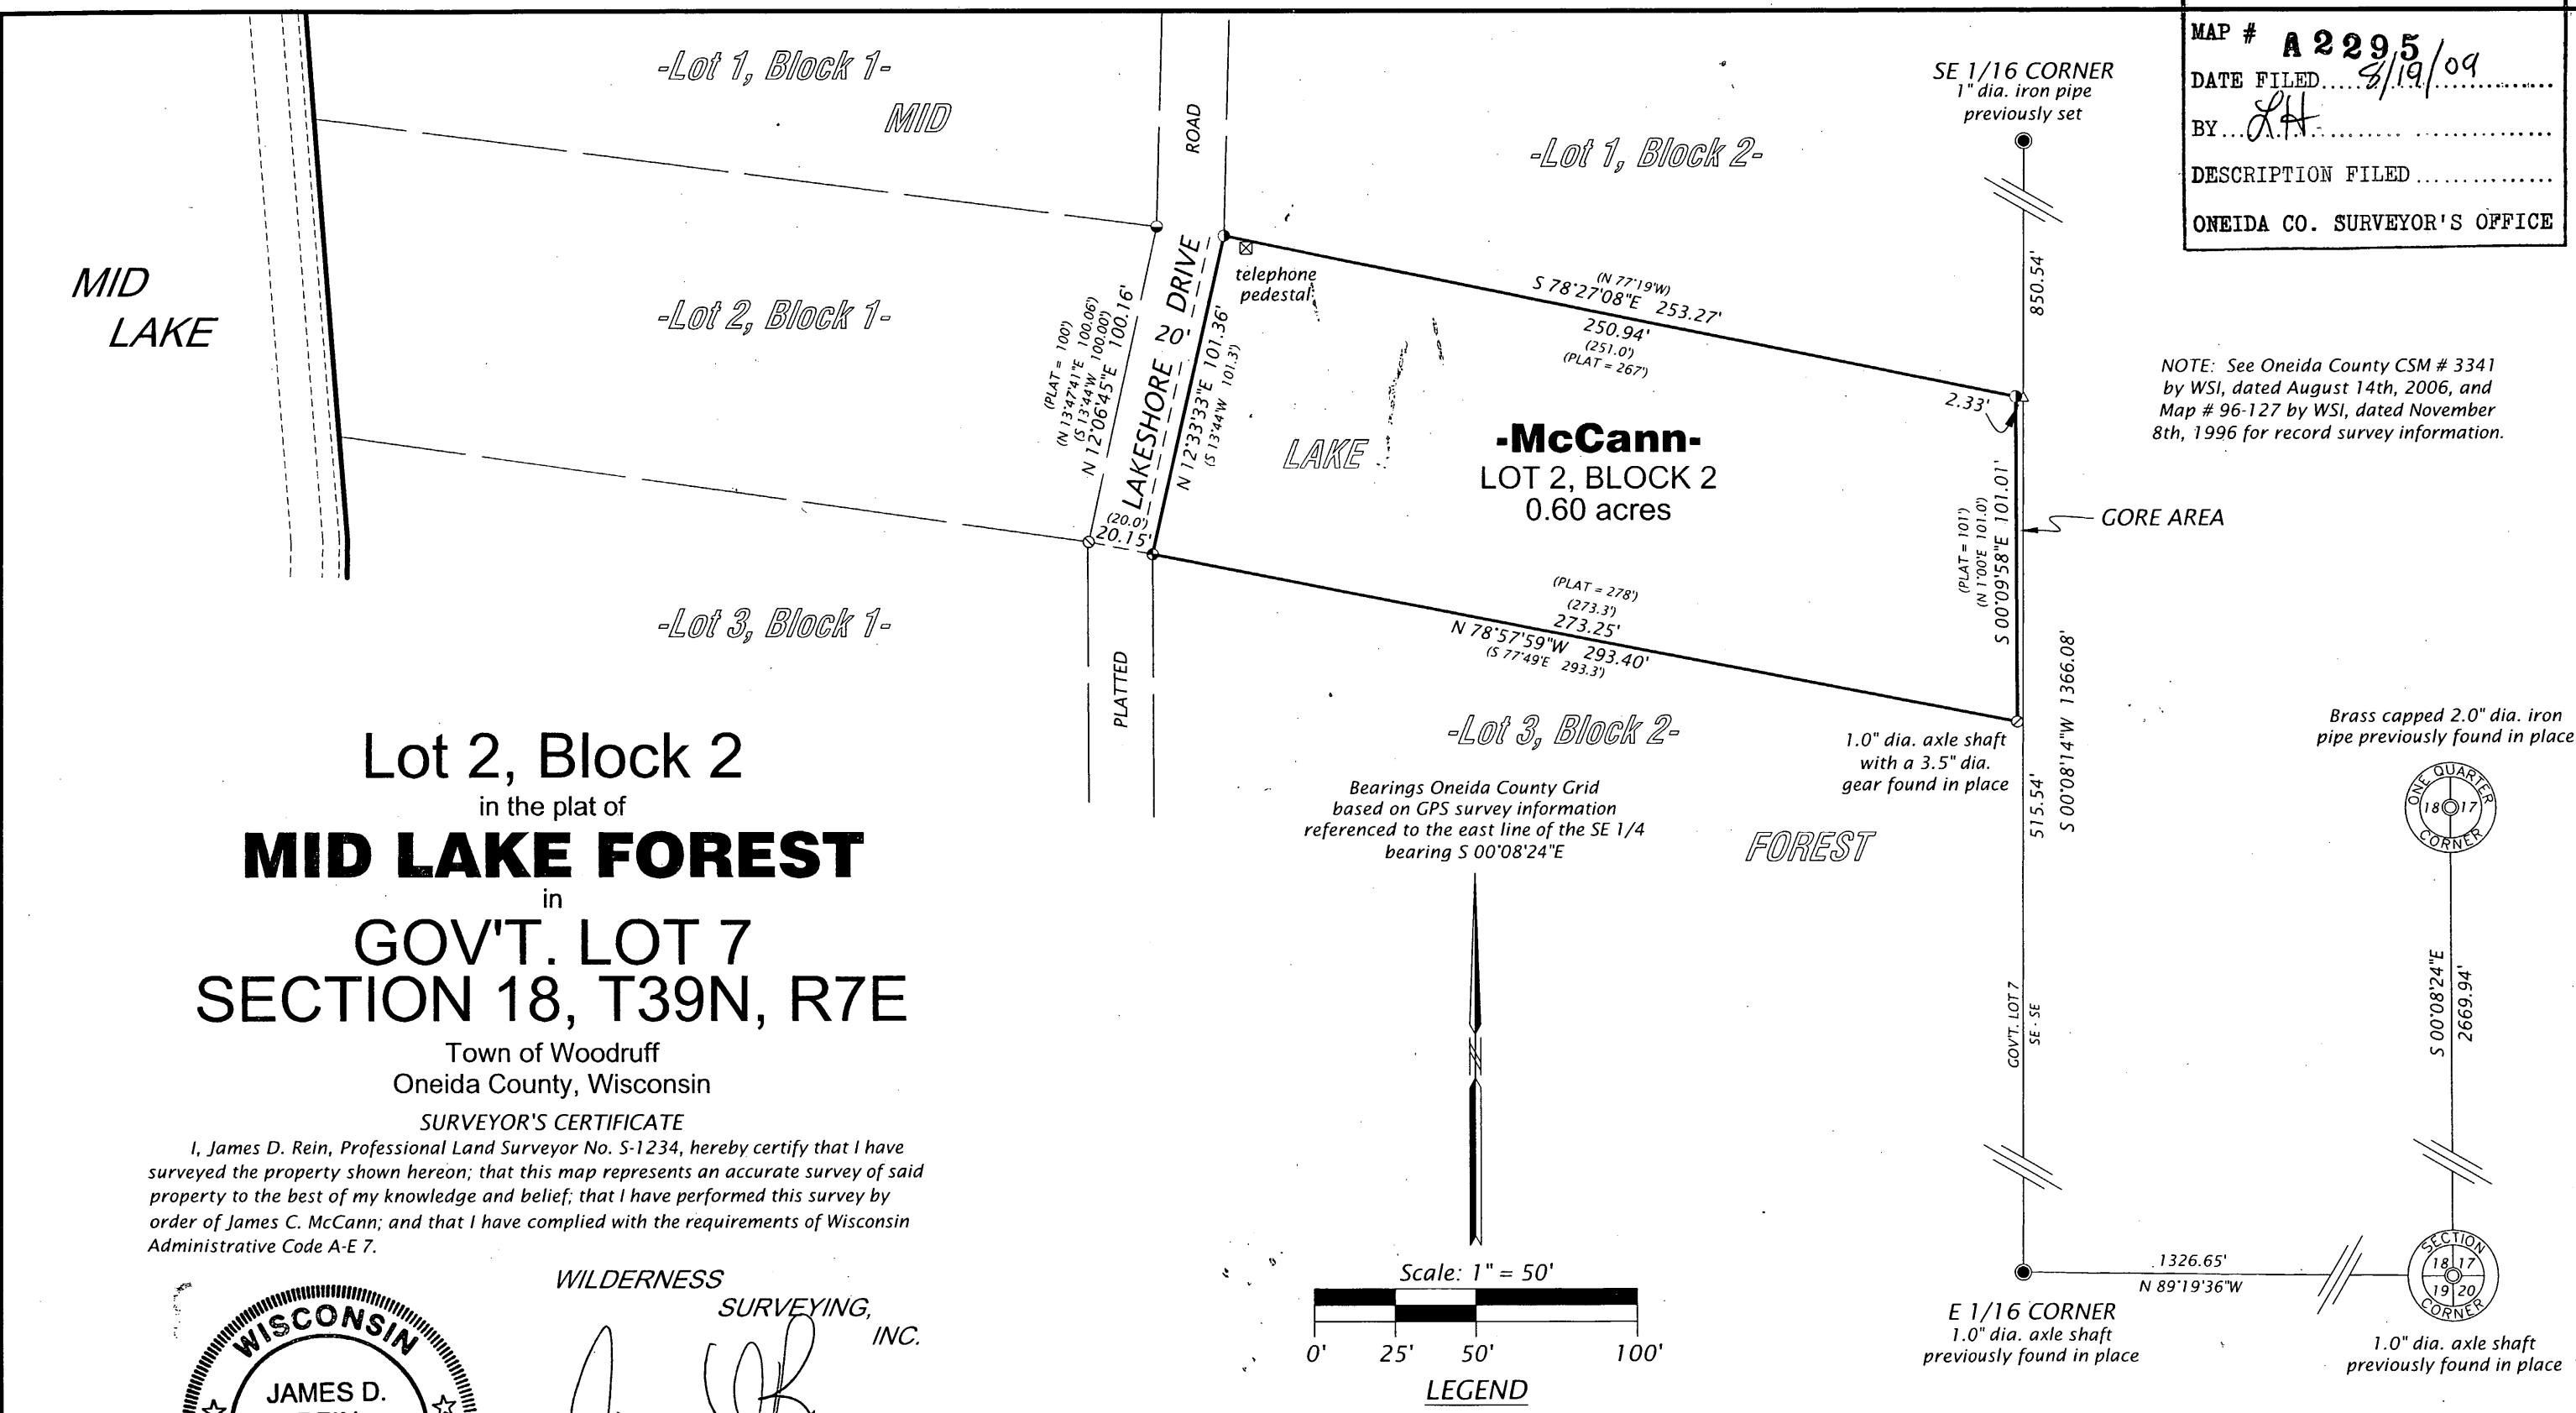 MAP # A2295
DATE FILED.....8/19/09..............
BY...LH.....................
DESCRIPTION FILED..............
ONEIDA CO. SURVEYOR'S OFFICE
-Lot 1, Block 1-
MID
ROAD
-Lot 1, Block 2-
SE 1/16 CORNER
1" dia. iron pipe
previously set
850.54'
MID
LAKE
-Lot 2, Block 1-
(PLAT = 100')
(N 13°47'41"E 100.06')
(S 13°44'W 100.00')
N 12°06'45"E 100.16'
LAKESHORE DRIVE
20'
N 12°33'33"E 101.36'
(S 13°44'W 101.3')
telephone
pedestal
(N 77°19'W)
S 78°27'08"E 253.27'
250.94'
(251.0')
(PLAT = 267')
2.33'
NOTE: See Oneida County CSM # 3341
by WSI, dated August 14th, 2006, and
Map # 96-127 by WSI, dated November
8th, 1996 for record survey information.
LAKE
-McCann-
LOT 2, BLOCK 2
0.60 acres
(PLAT = 101')
(N 1°00'E 101.0')
S 00°09'58"E 101.01'
GORE AREA
(20.0')
20.15'
-Lot 3, Block 1-
PLATTED
(PLAT = 278')
(273.3')
273.25'
N 78°57'59"W 293.40'
(S 77°49'E 293.3')
-Lot 3, Block 2-
1.0" dia. axle shaft
with a 3.5" dia.
gear found in place
515.54'
S 00°08'14"W 1366.08'
Brass capped 2.0" dia. iron
pipe previously found in place
ONE QUARTER
18 17
CORNER
Lot 2, Block 2
in the plat of
MID LAKE FOREST
in
GOV'T. LOT 7
SECTION 18, T39N, R7E
Town of Woodruff
Oneida County, Wisconsin
Bearings Oneida County Grid
based on GPS survey information
referenced to the east line of the SE 1/4
bearing S 00°08'24"E
FOREST
GOV'T. LOT 7
SE - SE
S 00°08'24"E
2669.94'
SURVEYOR'S CERTIFICATE
I, James D. Rein, Professional Land Surveyor No. S-1234, hereby certify that I have
surveyed the property shown hereon; that this map represents an accurate survey of said
property to the best of my knowledge and belief; that I have performed this survey by
order of James C. McCann; and that I have complied with the requirements of Wisconsin
Administrative Code A-E 7.
WILDERNESS
SURVEYING,
INC.
WISCONSIN
JAMES D.
Scale: 1" = 50'
0' 25' 50' 100'
LEGEND
E 1/16 CORNER
1.0" dia. axle shaft
previously found in place
1326.65'
N 89°19'36"W
SECTION
18 17
19 20
CORNER
1.0" dia. axle shaft
previously found in place